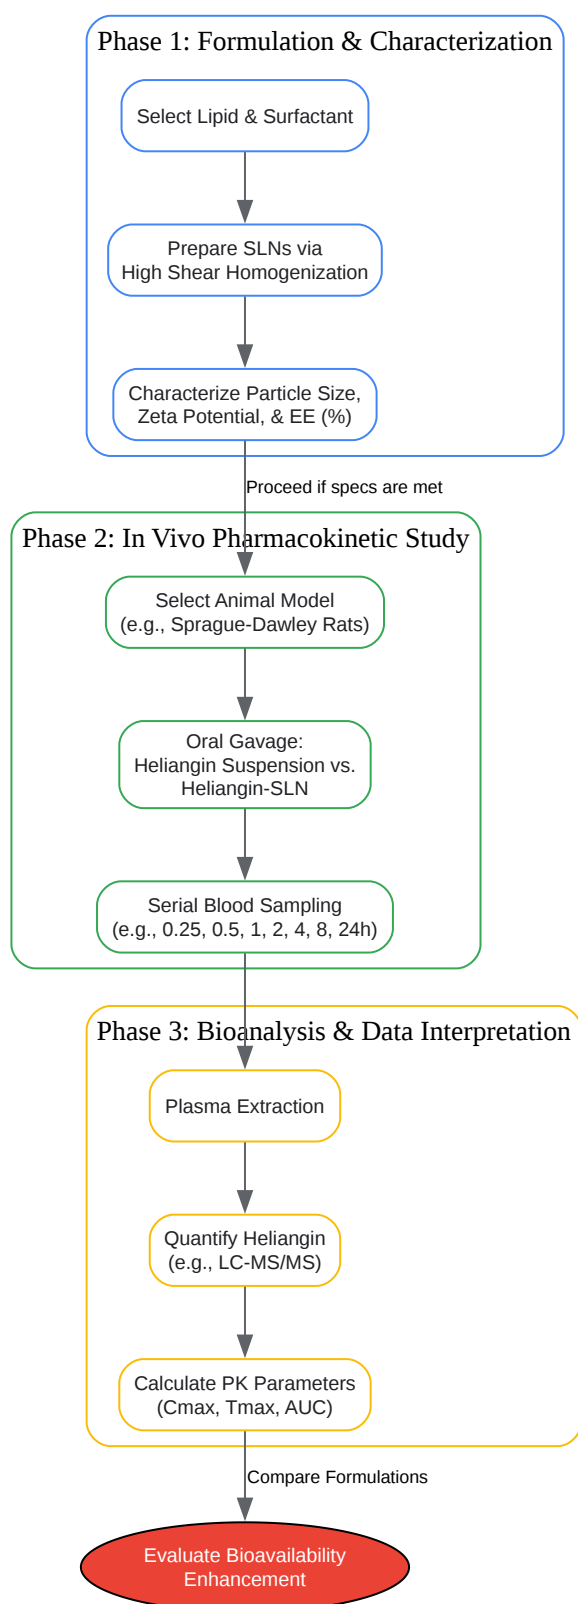 Phase 1: Formulation & Characterization
Select Lipid & Surfactant
Prepare SLNs via
High Shear Homogenization
Characterize Particle Size,
Zeta Potential, & EE (%)
Proceed if specs are met
Phase 2: In Vivo Pharmacokinetic Study
Select Animal Model
(e.g., Sprague-Dawley Rats)
Oral Gavage:
Heliangin Suspension vs.
Heliangin-SLN
Serial Blood Sampling
(e.g., 0.25, 0.5, 1, 2, 4, 8, 24h)
Phase 3: Bioanalysis & Data Interpretation
Plasma Extraction
Quantify Heliangin
(e.g., LC-MS/MS)
Calculate PK Parameters
(Cmax, Tmax, AUC)
Compare Formulations
Evaluate Bioavailability
Enhancement